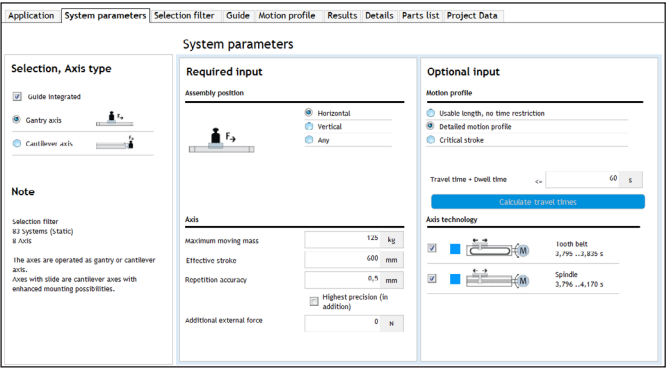 Application System parameters Selection filter Guide Motion profile Results Details Parts list Project Data
System parameters
Selection, Axis type
Guide integrated
Gantry axis
F→
Cantilever axis
F→
Note
Selection filter
83 Systems (Static)
8 Axis
The axes are operated as gantry or cantilever
axis.
Axes with slide are cantilever axes with
enhanced mounting possibilities.
Required input
Assembly position
F→
Horizontal
Vertical
Any
Axis
Maximum moving mass 125 kg
Effective stroke 600 mm
Repetition accuracy 0,5 mm
Highest precision (in
addition)
Additional external force 0 N
Optional input
Motion profile
Usable length, no time restriction
Detailed motion profile
Critical stroke
Travel time + Dwell time <= 60 s
Calculate travel times
Axis technology
M
Tooth belt
3,795 ..3,835 s
M
Spindle
3,796 ..4,170 s